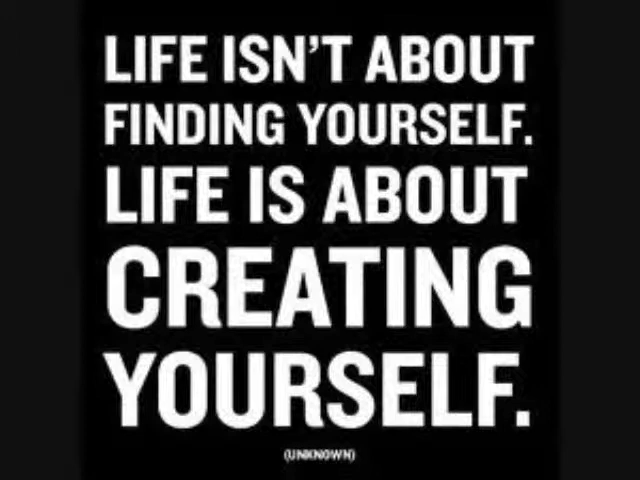 LIFE ISN'T ABOUT
FINDING YOURSELF.
LIFE IS ABOUT
CREATING
YOURSELF.
(UNKNOWN)